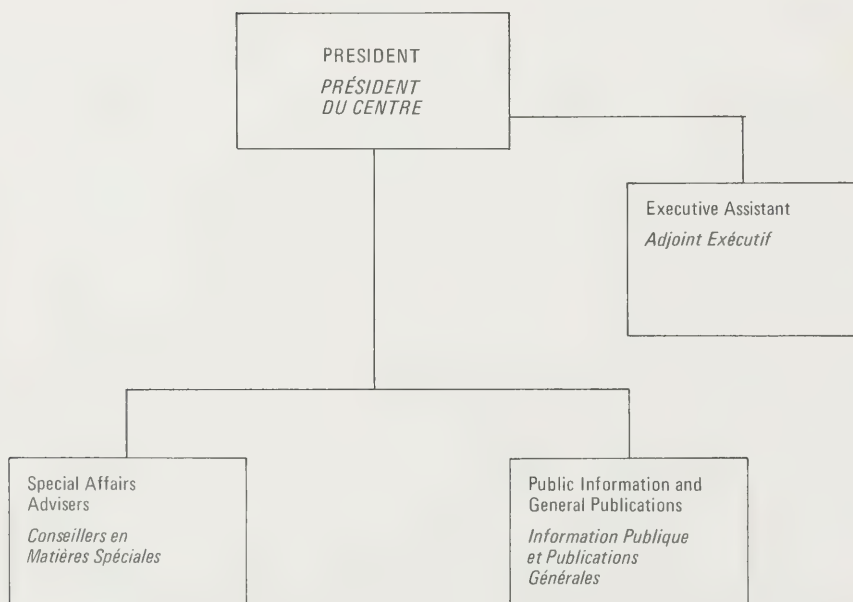 PRESIDENT
PRÉSIDENT
DU CENTRE
Executive Assistant
Adjoint Exécutif
Special Affairs
Advisers
Conseillers en
Matières Spéciales
Public Information and
General Publications
Information Publique
et Publications
Générales